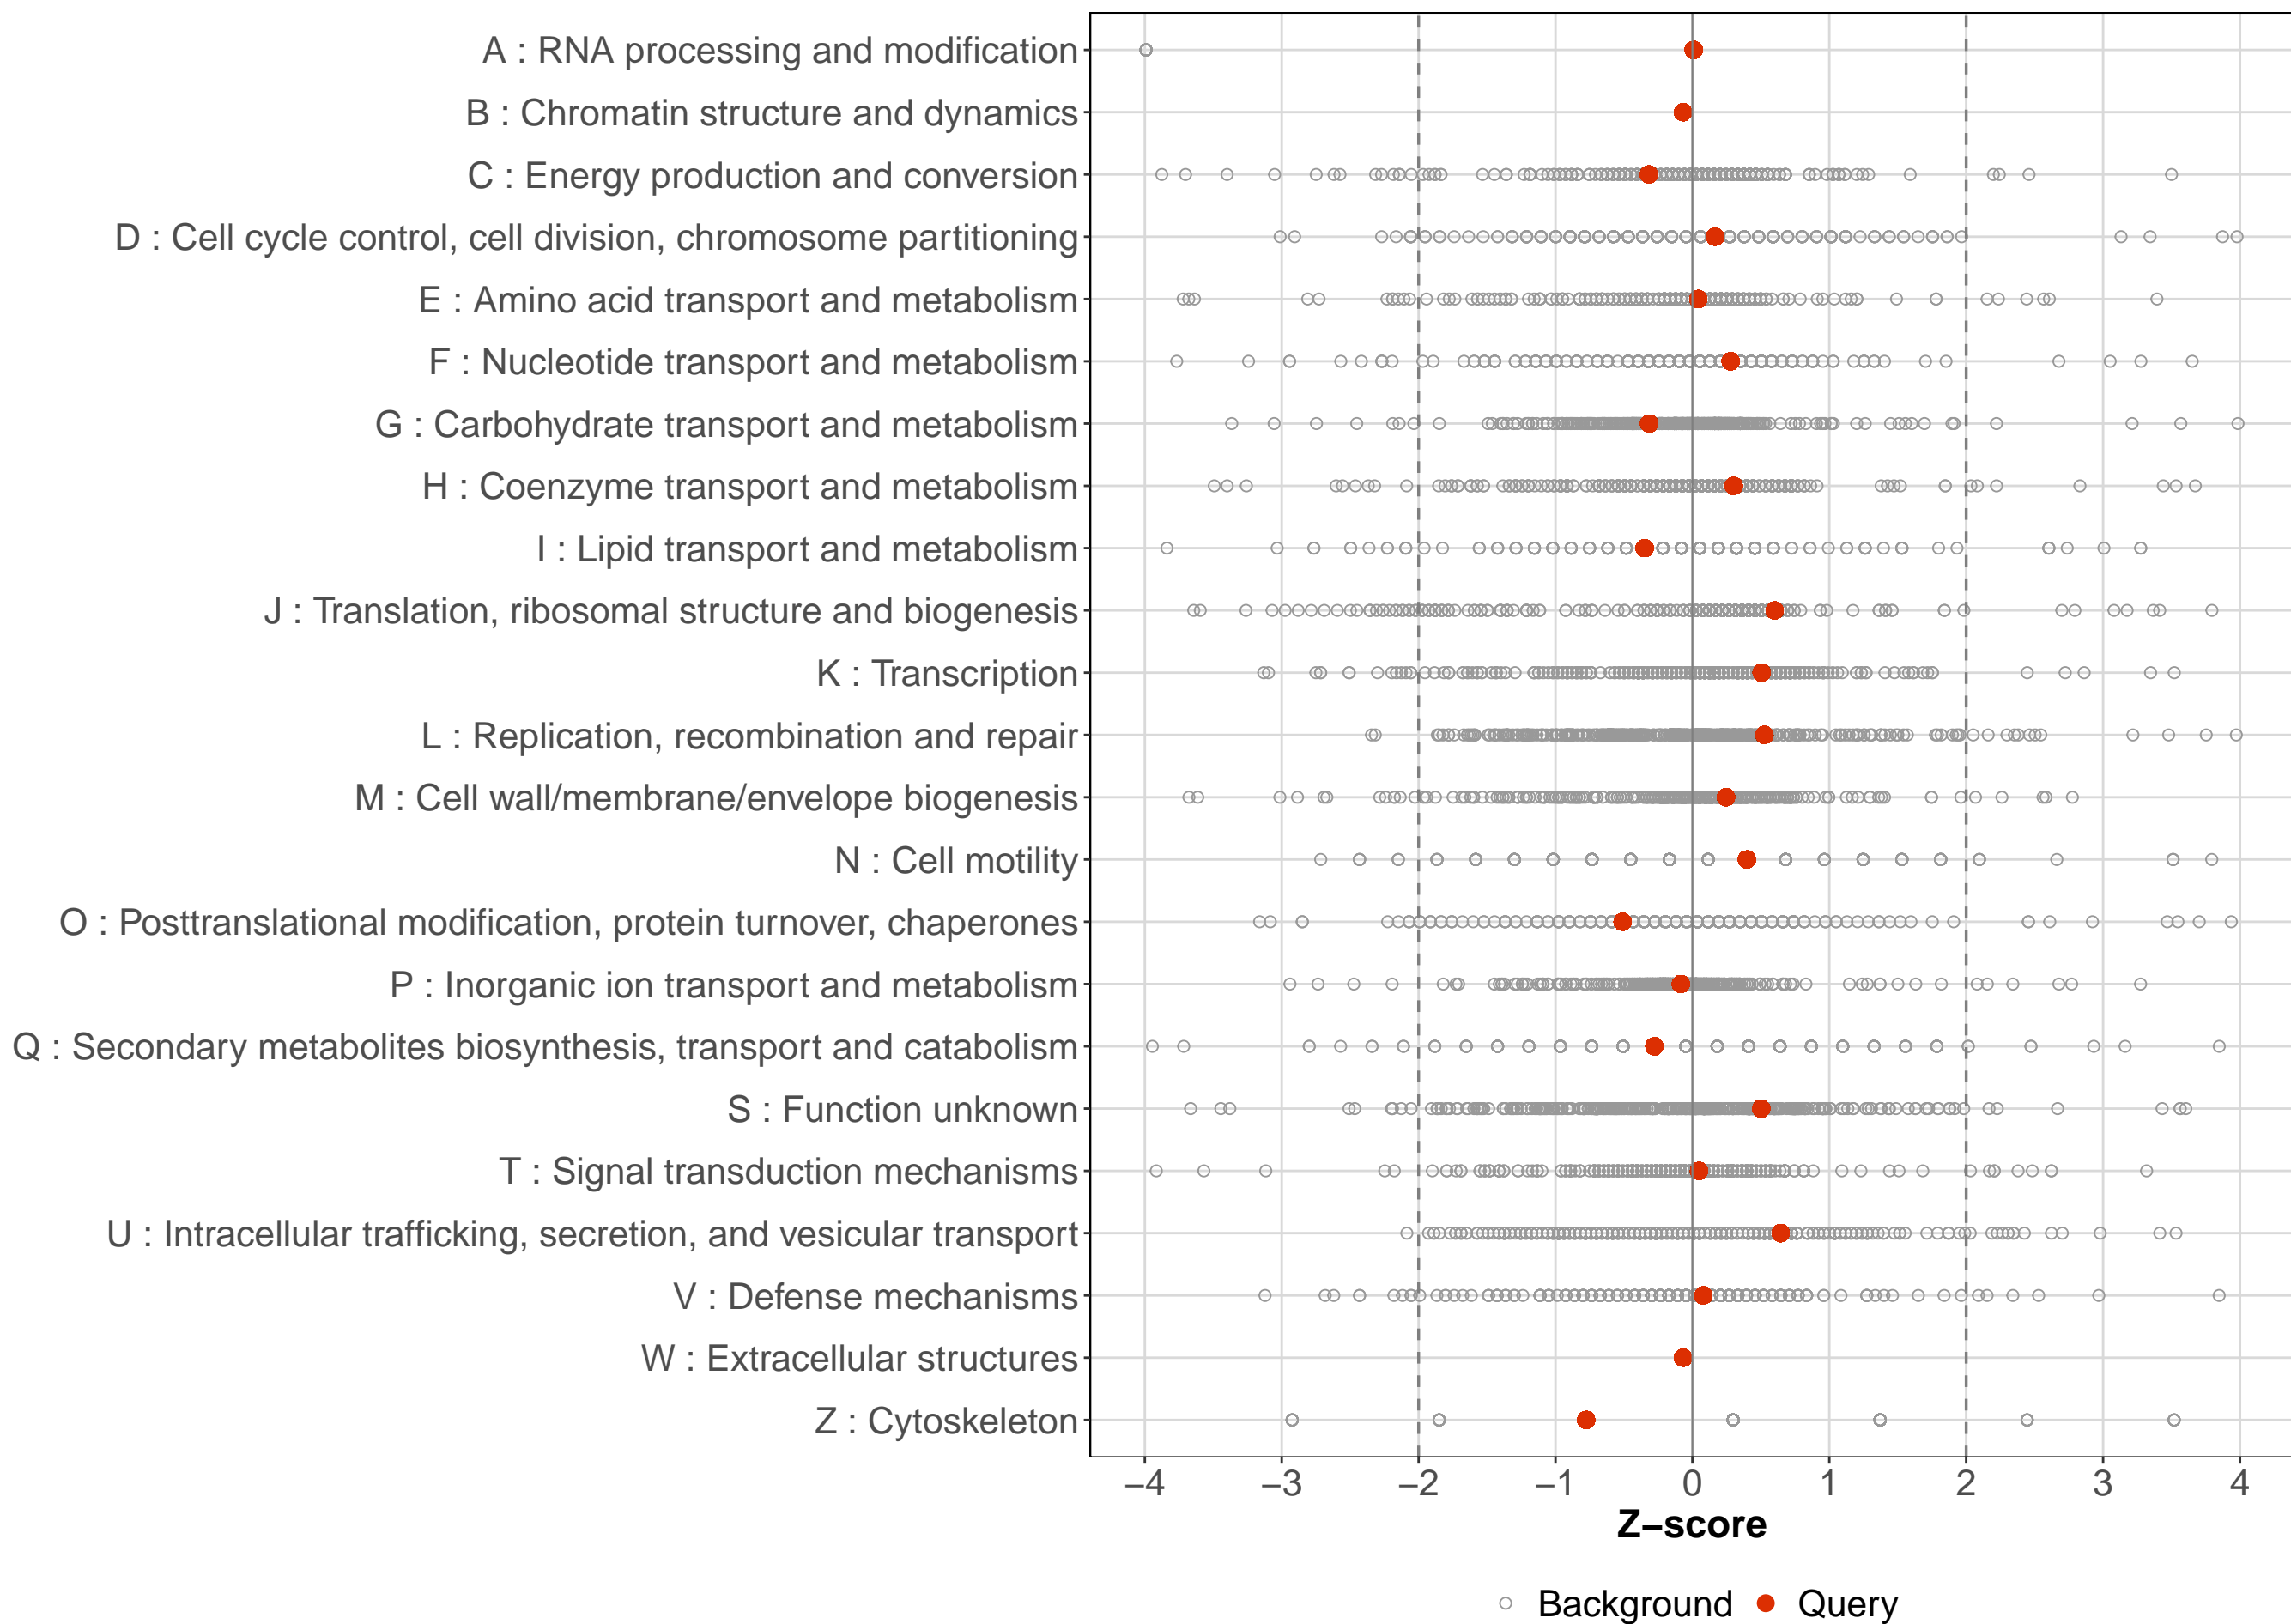 A : RNA processing and modification
B : Chromatin structure and dynamics
C : Energy production and conversion
D : Cell cycle control, cell division, chromosome partitioning
E : Amino acid transport and metabolism
F : Nucleotide transport and metabolism
G : Carbohydrate transport and metabolism
H : Coenzyme transport and metabolism
I : Lipid transport and metabolism
J : Translation, ribosomal structure and biogenesis
K : Transcription
L : Replication, recombination and repair
M : Cell wall/membrane/envelope biogenesis
N : Cell motility
O : Posttranslational modification, protein turnover, chaperones
P : Inorganic ion transport and metabolism
Q : Secondary metabolites biosynthesis, transport and catabolism
S : Function unknown
T : Signal transduction mechanisms
U : Intracellular trafficking, secretion, and vesicular transport
V : Defense mechanisms
W : Extracellular structures
Z : Cytoskeleton
−4 −3 −2 −1 0 1 2 3 4
Z−score
Background Query